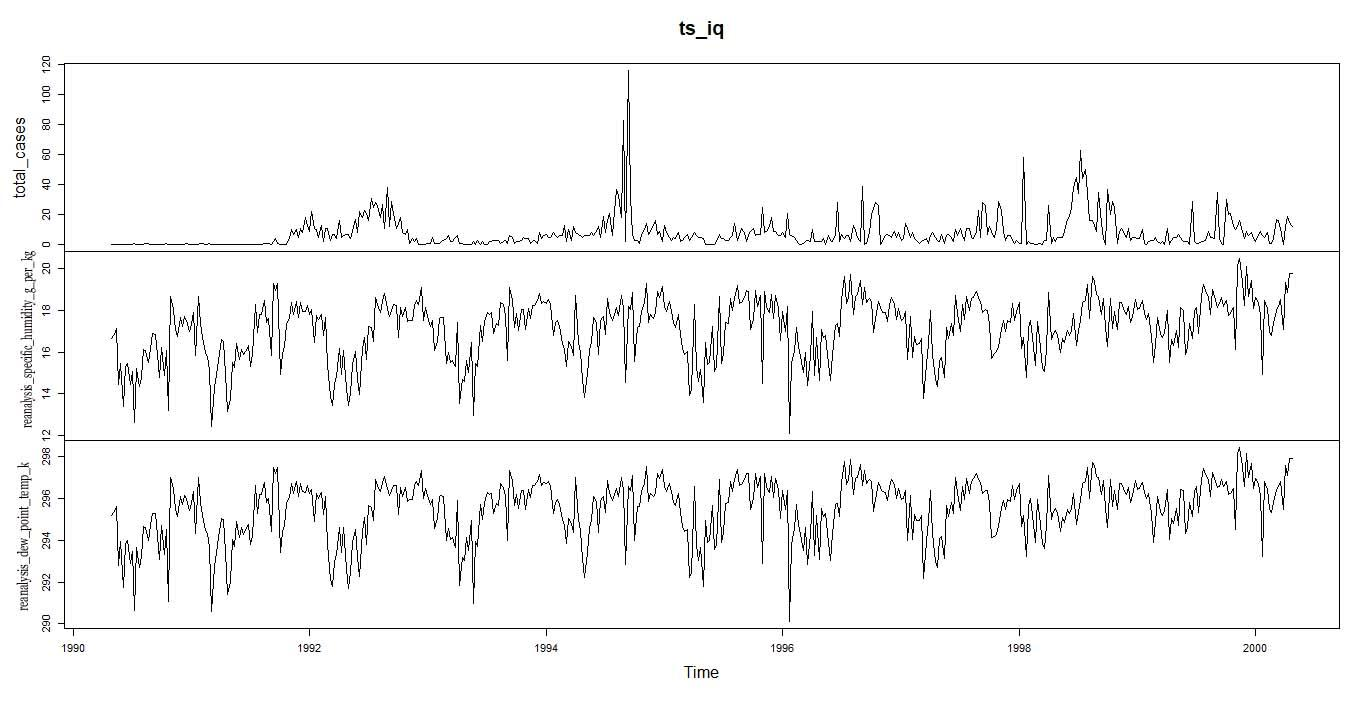 ts_iq
total_cases
0 20 40 60 80 100 120
reanalysis_specific_humidity_g_per_kg
12 14 16 18 20
reanalysis_dew_point_temp_k
290 292 294 296 298
1990 1992 1994 1996 1998 2000
Time